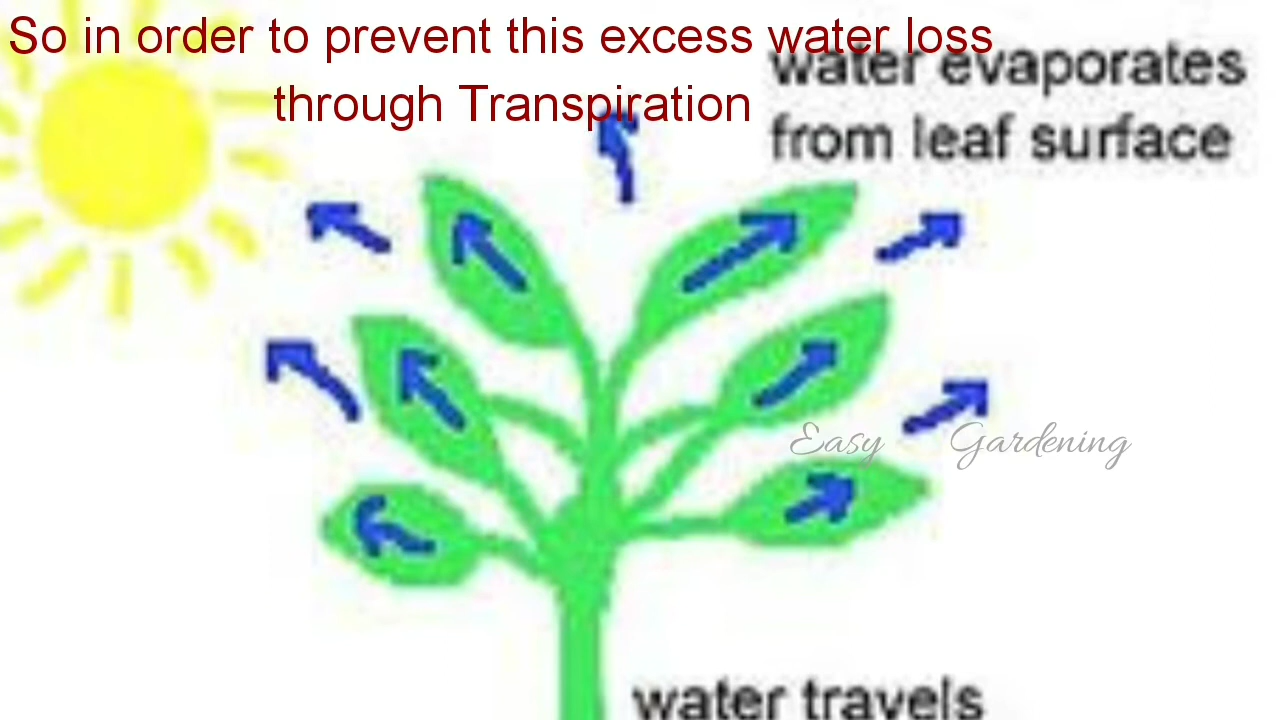 So in order to prevent this excess water loss
through Transpiration
water evaporates
from leaf surface
Easy Gardening
water travels